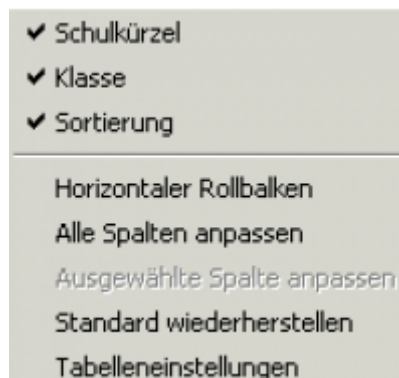 Schulkürzel
Klasse
Sortierung
Horizontaler Rollbalken
Alle Spalten anpassen
Ausgewählte Spalte anpassen
Standard wiederherstellen
Tabelleneinstellungen